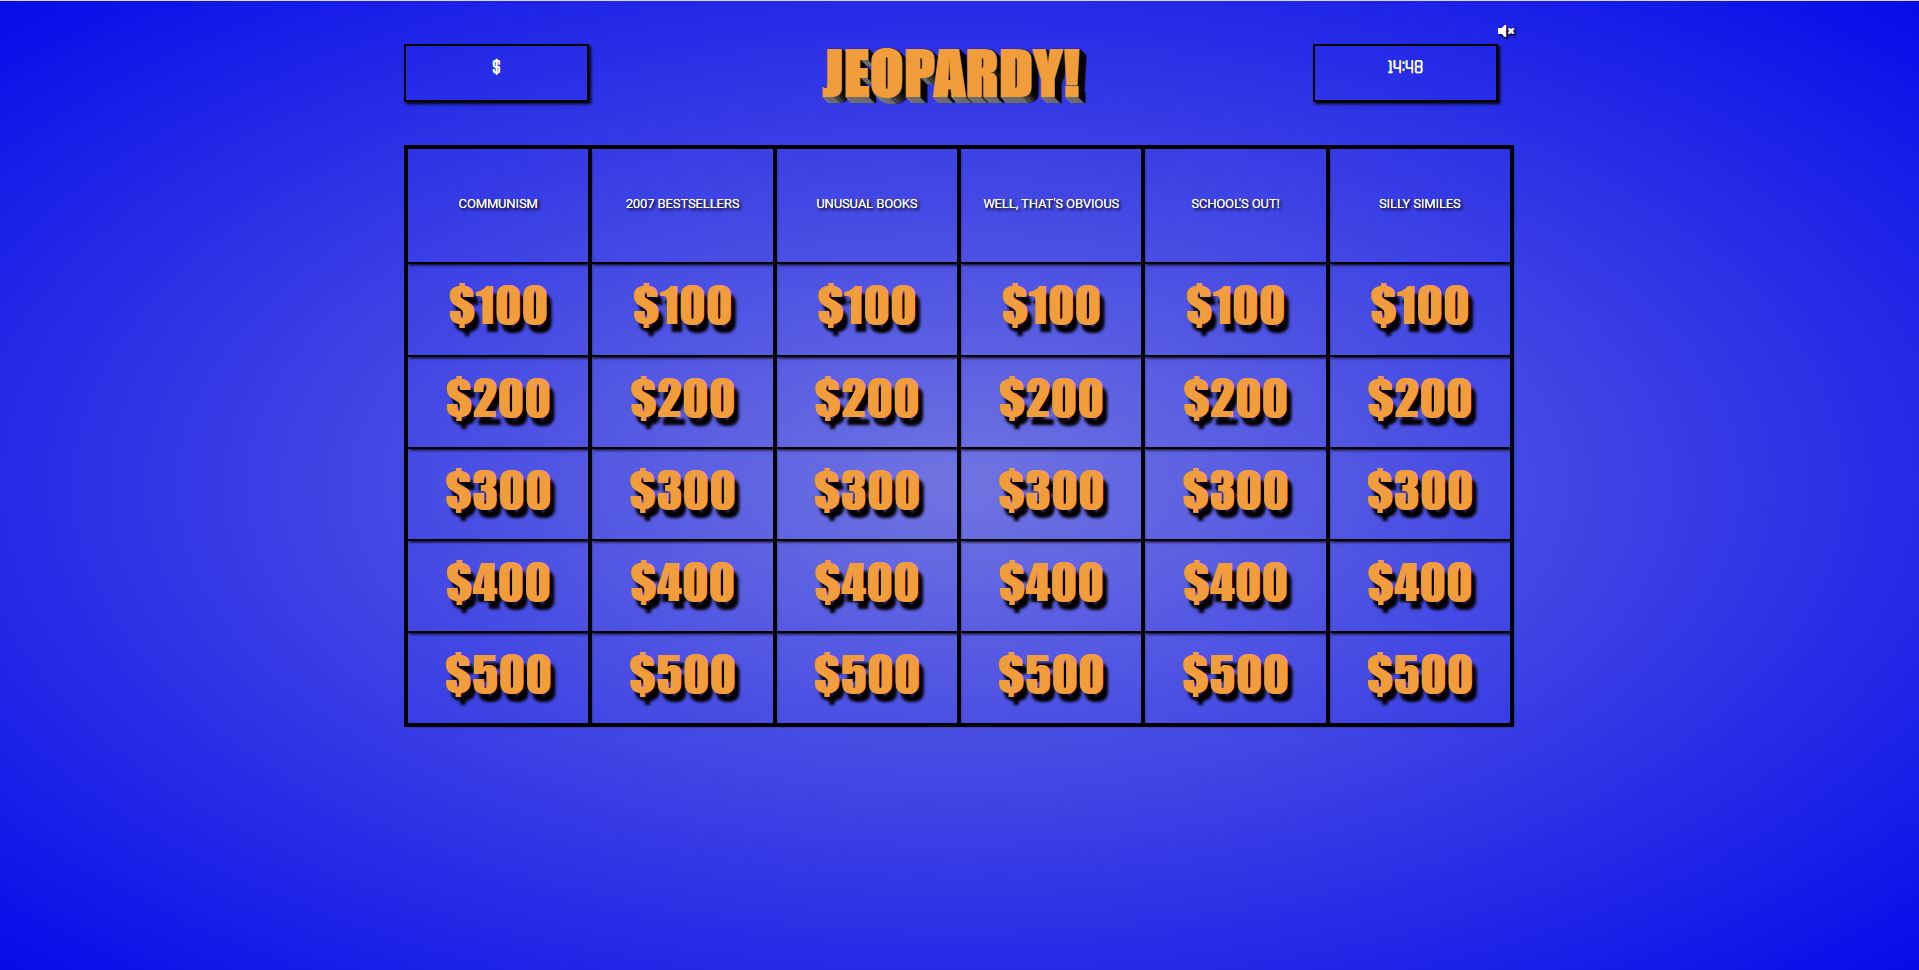 $
JEOPARDY!
14:48
COMMUNISM
2007 BESTSELLERS
UNUSUAL BOOKS
WELL, THAT'S OBVIOUS
SCHOOL'S OUT!
SILLY SIMILES
$100 $100 $100 $100 $100 $100
$200 $200 $200 $200 $200 $200
$300 $300 $300 $300 $300 $300
$400 $400 $400 $400 $400 $400
$500 $500 $500 $500 $500 $500